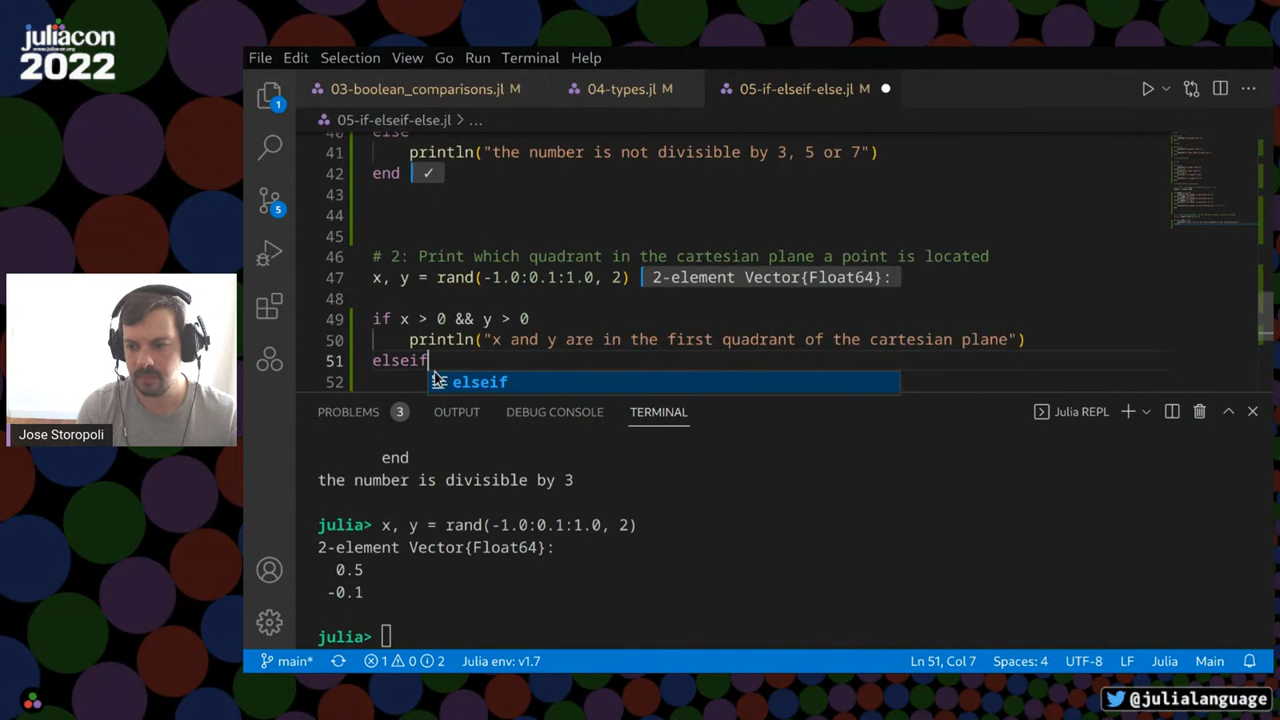 juliacon
www.juliacon.org
2022
File Edit Selection View Go Run Terminal Help
03-boolean_comparisons.jl M 04-types.jl M 05-if-elseif-else.jl M
05-if-elseif-else.jl > ...
40 else
41 println("the number is not divisible by 3, 5 or 7")
42 end ✓
43
44
45
46 # 2: Print which quadrant in the cartesian plane a point is located
47 x, y = rand(-1.0:0.1:1.0, 2) 2-element Vector{Float64}:
48
49 if x > 0 && y > 0
50 println("x and y are in the first quadrant of the cartesian plane")
51 elseif
52 elseif
1
5
Jose Storopoli
PROBLEMS 3 OUTPUT DEBUG CONSOLE TERMINAL Julia REPL
end
the number is divisible by 3
julia> x, y = rand(-1.0:0.1:1.0, 2)
2-element Vector{Float64}:
0.5
-0.1
julia>
main* 1 0 2 Julia env: v1.7 Ln 51, Col 7 Spaces: 4 UTF-8 LF Julia Main
@julialanguage